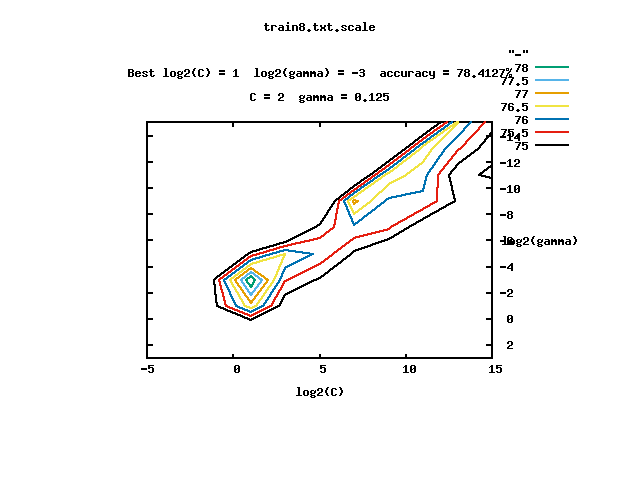 train8.txt.scale
"-"
Best log2(C) = 1  log2(gamma) = -3  accuracy = 78.4127%
C = 2  gamma = 0.125
78
77.5
77
76.5
76
75.5
75
-14
-12
-10
-8
-6
log2(gamma)
-4
-2
0
2
-5 0 5 10 15
log2(C)